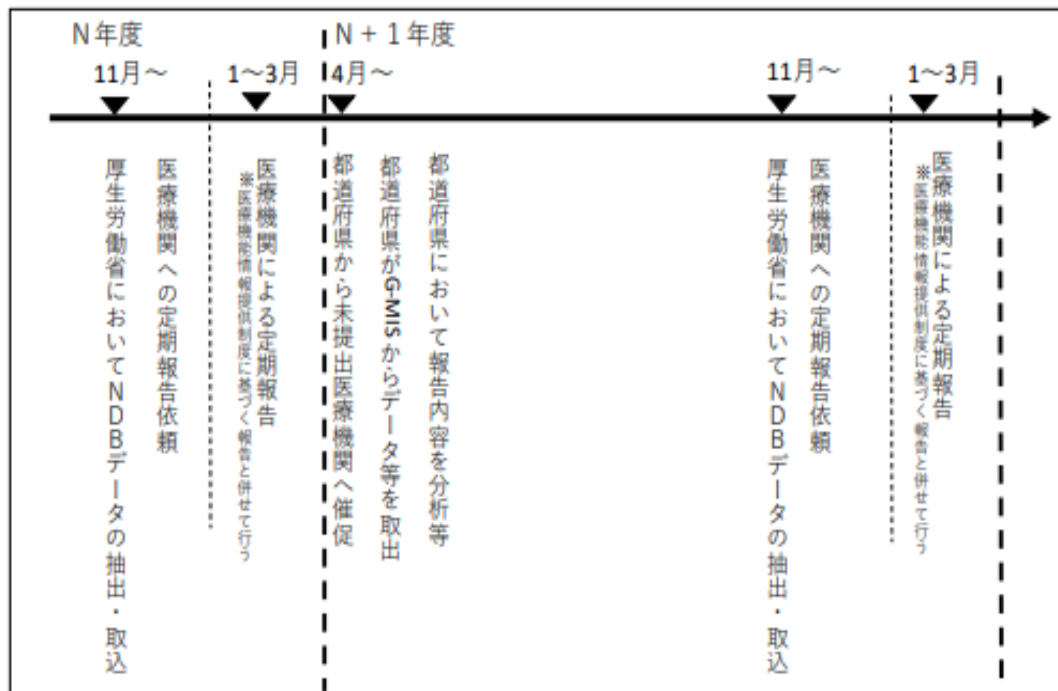 N年度
N+1年度
11月～
1～3月
4月～
11月～
1～3月
厚生労働省においてNDBデータの抽出・取込
医療機関への定期報告依頼
医療機関による定期報告
※医療機能情報提供制度に基づく報告と併せて行う
都道府県から未提出医療機関へ催促
都道府県がG-MISからデータ等を取出
都道府県において報告内容を分析等
厚生労働省においてNDBデータの抽出・取込
医療機関への定期報告依頼
医療機関による定期報告
※医療機能情報提供制度に基づく報告と併せて行う